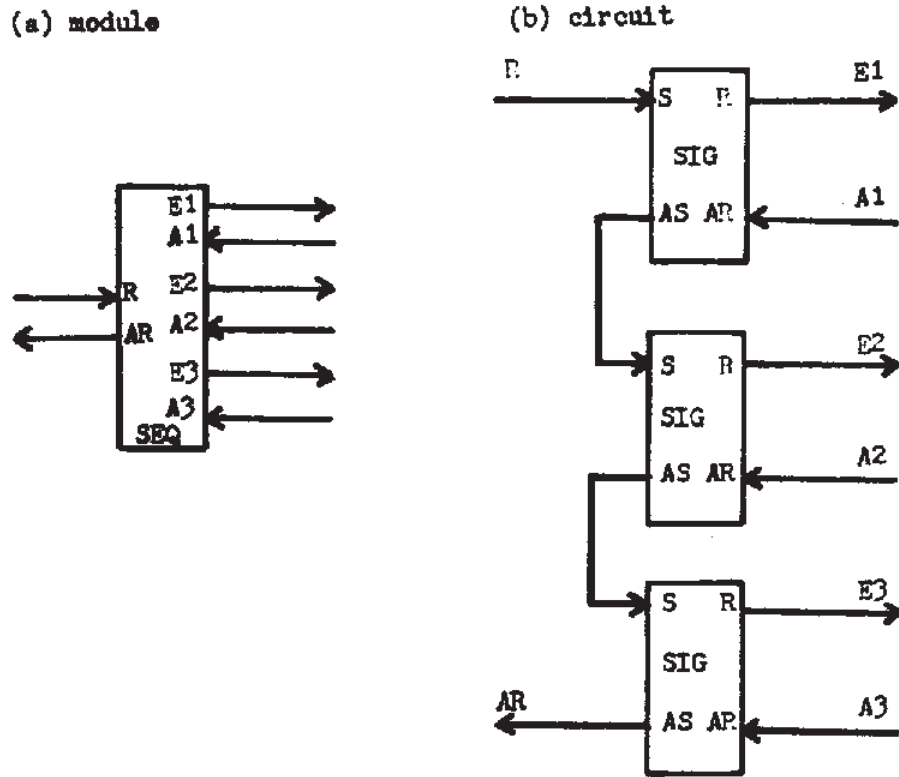 (a) module
(b) circuit
E1
A1
E2
R
A2
AR
E3
A3
SEQ
R
E1
S R
SIG
A1
AS AR
E2
S R
SIG
A2
AS AR
E3
S R
SIG
AR
A3
AS AR